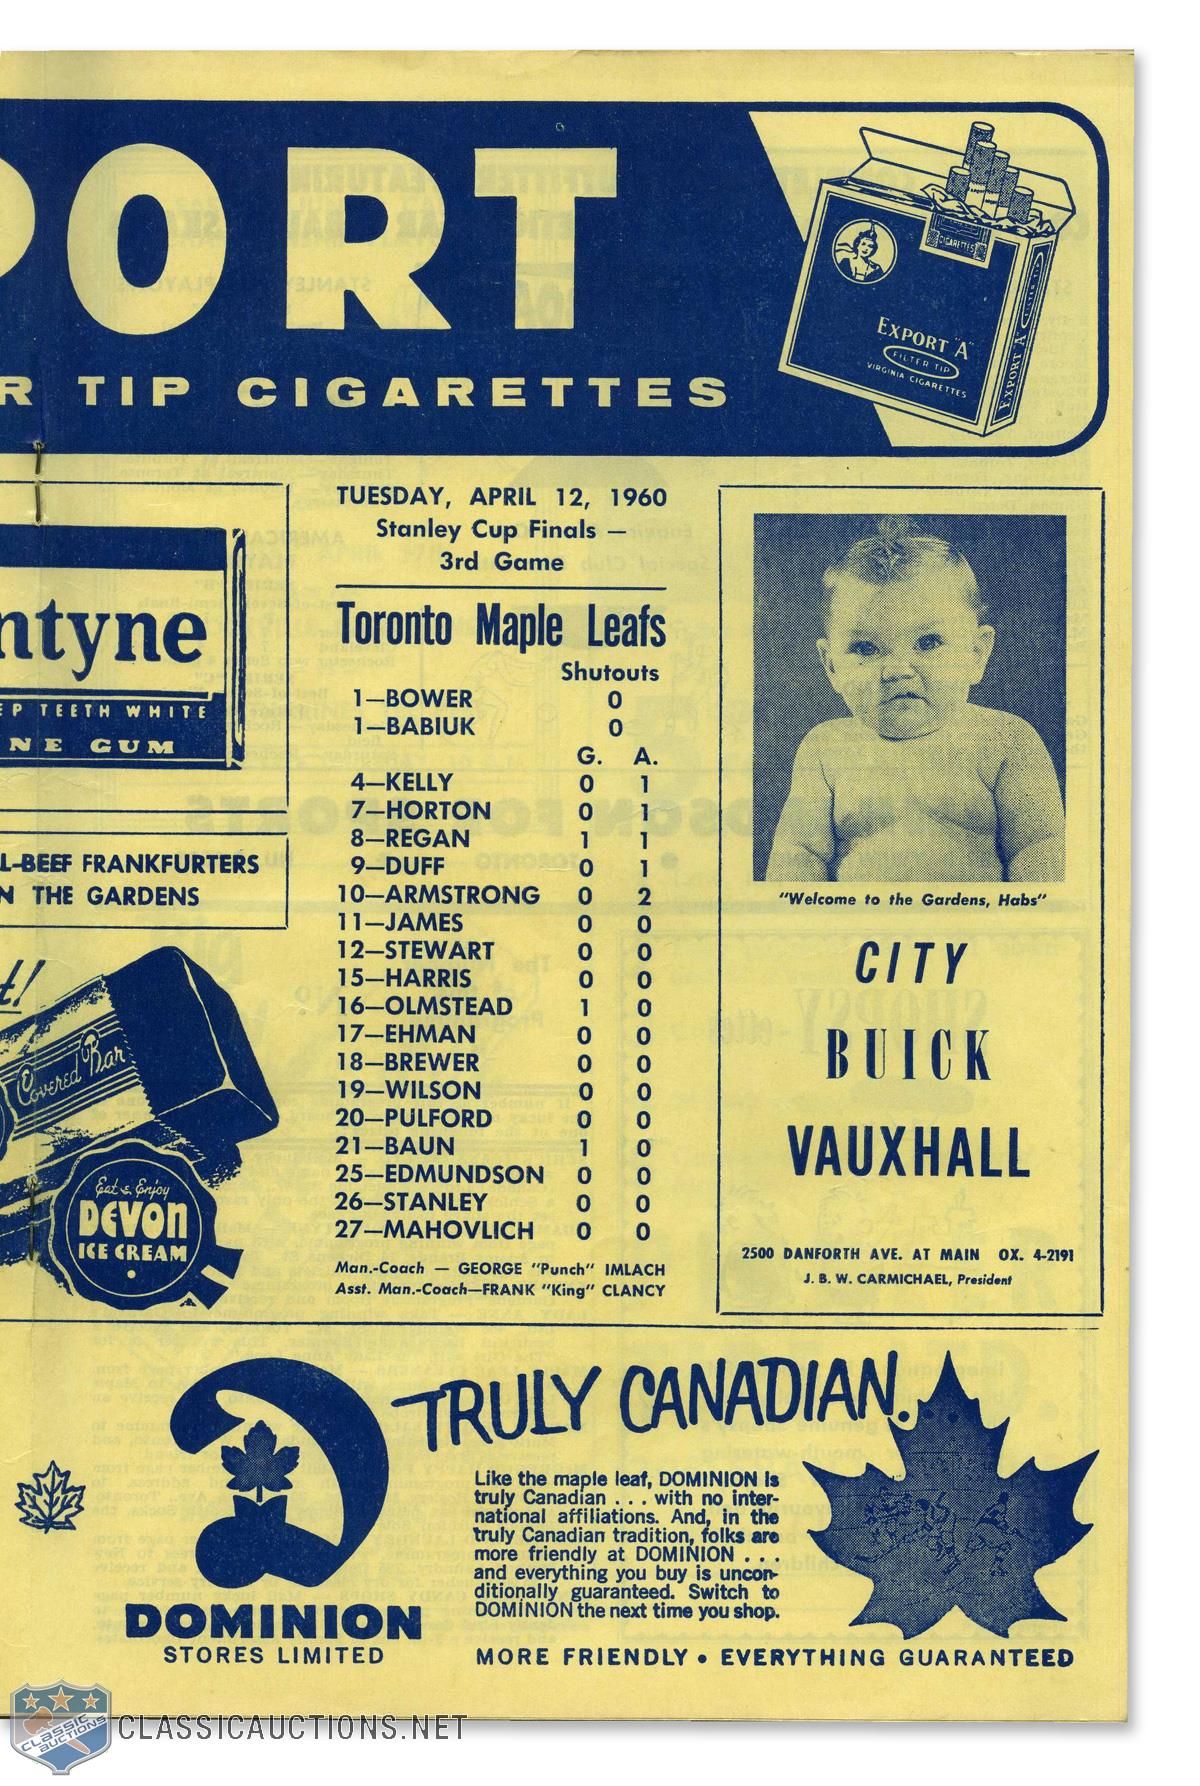 PORT
R TIP CIGARETTES
CIGARETTES
EXPORT "A"
FILTER TIP
VIRGINIA CIGARETTES
EXPORT "A"
FILTER TIP
ntyne
EP TEETH WHITE
NE GUM
L-BEEF FRANKFURTERS
N THE GARDENS
t!
Covered Bar
Eat & Enjoy
DEVON
ICE CREAM
TUESDAY, APRIL 12, 1960
Stanley Cup Finals —
3rd Game
Toronto Maple Leafs
Shutouts
1—BOWER 0
1—BABIUK 0
G. A.
4—KELLY 0 1
7—HORTON 0 1
8—REGAN 1 1
9—DUFF 0 1
10—ARMSTRONG 0 2
11—JAMES 0 0
12—STEWART 0 0
15—HARRIS 0 0
16—OLMSTEAD 1 0
17—EHMAN 0 0
18—BREWER 0 0
19—WILSON 0 0
20—PULFORD 0 0
21—BAUN 1 0
25—EDMUNDSON 0 0
26—STANLEY 0 0
27—MAHOVLICH 0 0
Man.-Coach — GEORGE "Punch" IMLACH
Asst. Man.-Coach—FRANK "King" CLANCY
"Welcome to the Gardens, Habs"
CITY
BUICK
VAUXHALL
2500 DANFORTH AVE. AT MAIN OX. 4-2191
J. B. W. CARMICHAEL, President
DOMINION
STORES LIMITED
TRULY CANADIAN.
Like the maple leaf, DOMINION is
truly Canadian . . . with no inter-
national affiliations. And, in the
truly Canadian tradition, folks are
more friendly at DOMINION . . .
and everything you buy is uncon-
ditionally guaranteed. Switch to
DOMINION the next time you shop.
MORE FRIENDLY • EVERYTHING GUARANTEED
CLASSIC
AUCTIONS
CLASSICAUCTIONS.NET